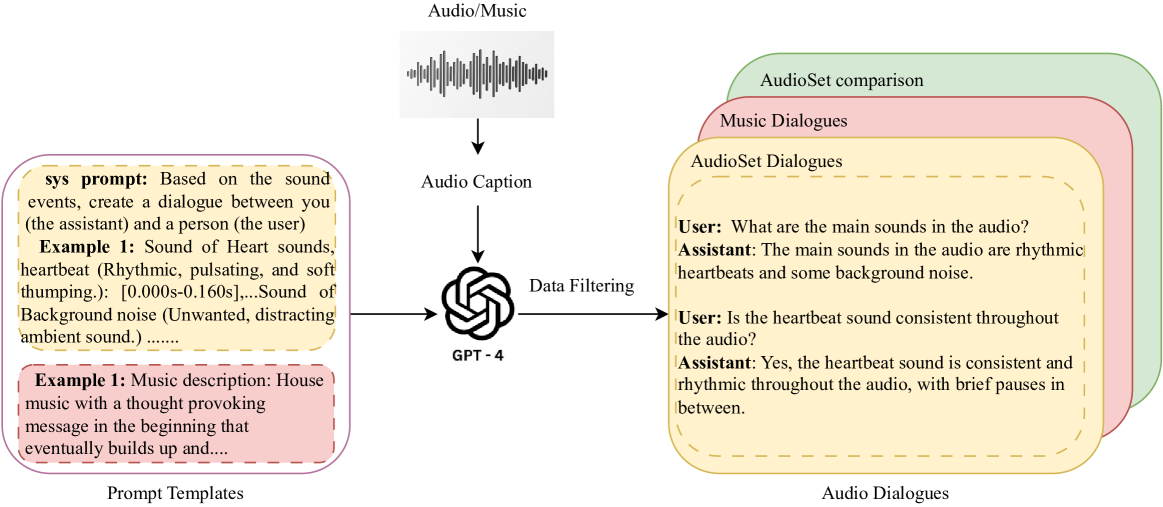 Audio/Music
Audio Caption
sys prompt: Based on the sound
events, create a dialogue between you
(the assistant) and a person (the user)
Example 1: Sound of Heart sounds,
heartbeat (Rhythmic, pulsating, and soft
thumping.): [0.000s-0.160s],...Sound of
Background noise (Unwanted, distracting
ambient sound.) .......
Example 1: Music description: House
music with a thought provoking
message in the beginning that
eventually builds up and....
Prompt Templates
GPT - 4
Data Filtering
AudioSet comparison
Music Dialogues
AudioSet Dialogues
User: What are the main sounds in the audio?
Assistant: The main sounds in the audio are rhythmic
heartbeats and some background noise.
User: Is the heartbeat sound consistent throughout
the audio?
Assistant: Yes, the heartbeat sound is consistent and
rhythmic throughout the audio, with brief pauses in
between.
Audio Dialogues